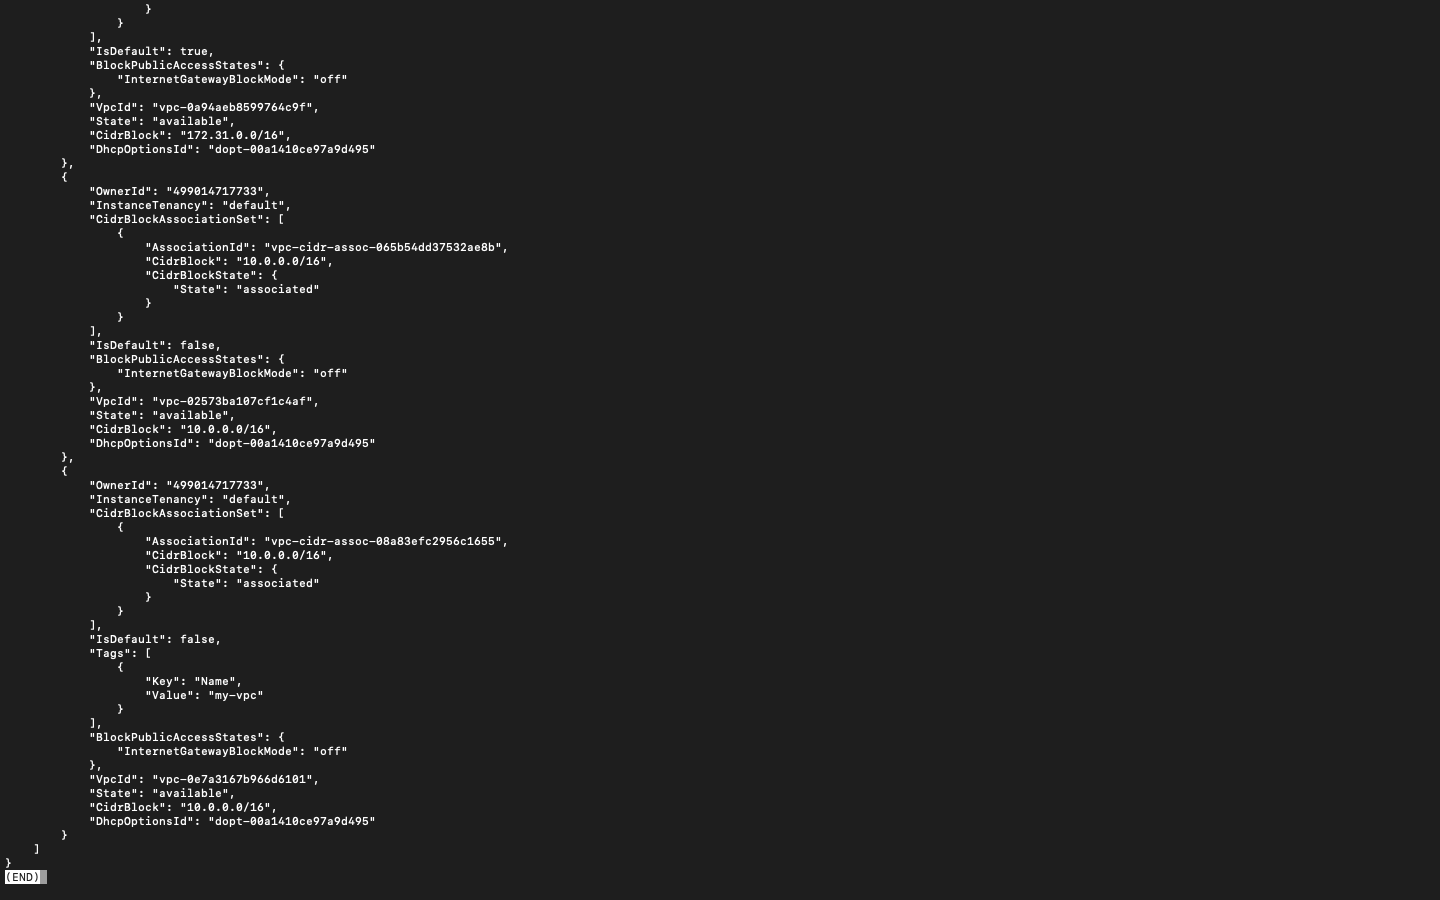 }
                }
            ],
            "IsDefault": true,
            "BlockPublicAccessStates": {
                "InternetGatewayBlockMode": "off"
            },
            "VpcId": "vpc-0a94aeb8599764c9f",
            "State": "available",
            "CidrBlock": "172.31.0.0/16",
            "DhcpOptionsId": "dopt-00a1410ce97a9d495"
        },
        {
            "OwnerId": "499014717733",
            "InstanceTenancy": "default",
            "CidrBlockAssociationSet": [
                {
                    "AssociationId": "vpc-cidr-assoc-065b54dd37532ae8b",
                    "CidrBlock": "10.0.0.0/16",
                    "CidrBlockState": {
                        "State": "associated"
                    }
                }
            ],
            "IsDefault": false,
            "BlockPublicAccessStates": {
                "InternetGatewayBlockMode": "off"
            },
            "VpcId": "vpc-02573ba107cf1c4af",
            "State": "available",
            "CidrBlock": "10.0.0.0/16",
            "DhcpOptionsId": "dopt-00a1410ce97a9d495"
        },
        {
            "OwnerId": "499014717733",
            "InstanceTenancy": "default",
            "CidrBlockAssociationSet": [
                {
                    "AssociationId": "vpc-cidr-assoc-08a83efc2956c1655",
                    "CidrBlock": "10.0.0.0/16",
                    "CidrBlockState": {
                        "State": "associated"
                    }
                }
            ],
            "IsDefault": false,
            "Tags": [
                {
                    "Key": "Name",
                    "Value": "my-vpc"
                }
            ],
            "BlockPublicAccessStates": {
                "InternetGatewayBlockMode": "off"
            },
            "VpcId": "vpc-0e7a3167b966d6101",
            "State": "available",
            "CidrBlock": "10.0.0.0/16",
            "DhcpOptionsId": "dopt-00a1410ce97a9d495"
        }
    ]
}
(END)